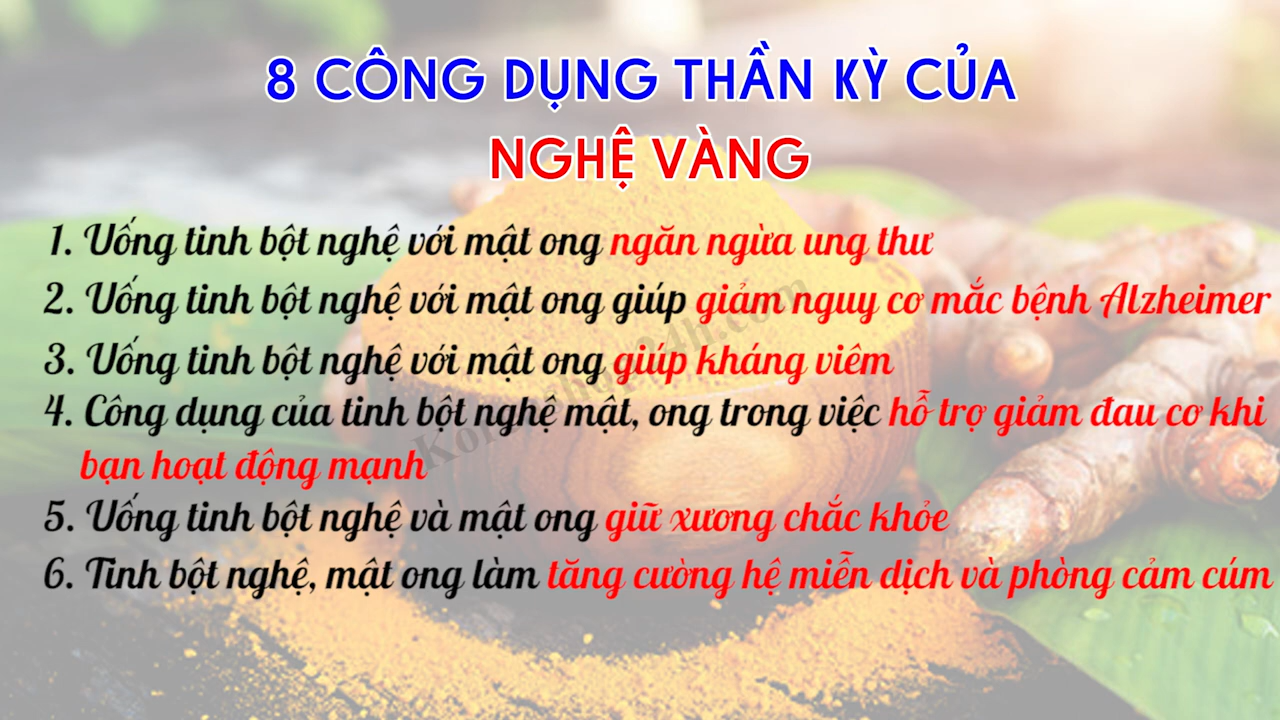 8 CÔNG DỤNG THẦN KỲ CỦA
NGHỆ VÀNG
1. Uống tinh bột nghệ với mật ong ngăn ngừa ung thư
2. Uống tinh bột nghệ với mật ong giúp giảm nguy cơ mắc bệnh Alzheimer
3. Uống tinh bột nghệ với mật ong giúp kháng viêm
4. Công dụng của tinh bột nghệ mật, ong trong việc hỗ trợ giảm đau cơ khi
bạn hoạt động mạnh
5. Uống tinh bột nghệ và mật ong giữ xương chắc khỏe
6. Tinh bột nghệ, mật ong làm tăng cường hệ miễn dịch và phòng cảm cúm